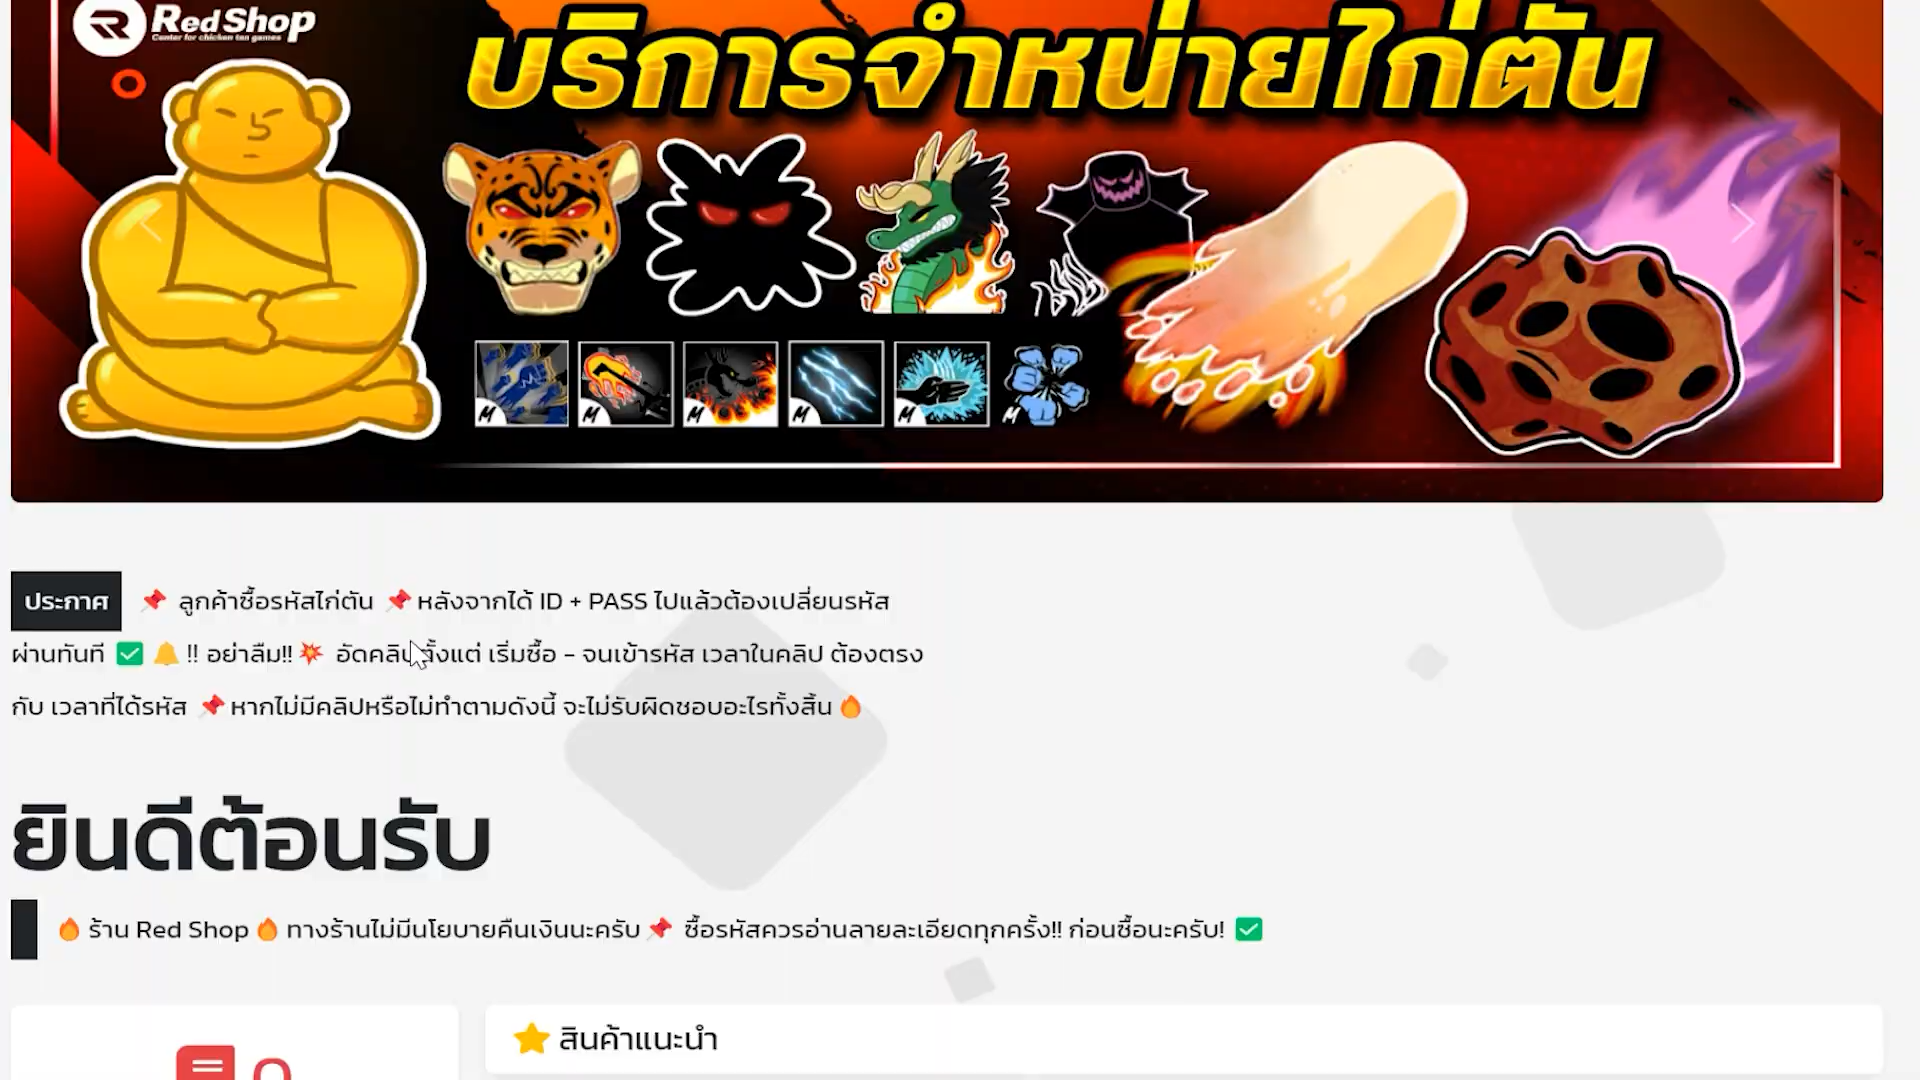 Red Shop
Center for chicken tan games
บริการจำหน่ายไก่ตัน
M M M M M M
ประกาศ 📌 ลูกค้าซื้อรหัสไก่ตัน 📌 หลังจากได้ ID + PASS ไปแล้วต้องเปลี่ยนรหัส
ผ่านทันที ✅ 🔔 !! อย่าลืม!! 💥 อัดคลิปตั้งแต่ เริ่มซื้อ - จนเข้ารหัส เวลาในคลิป ต้องตรง
กับ เวลาที่ได้รหัส 📌 หากไม่มีคลิปหรือไม่ทำตามดังนี้ จะไม่รับผิดชอบอะไรทั้งสิ้น 🔥
ยินดีต้อนรับ
🔥 ร้าน Red Shop 🔥 ทางร้านไม่มีนโยบายคืนเงินนะครับ 📌 ซื้อรหัสควรอ่านลายละเอียดทุกครั้ง!! ก่อนซื้อนะครับ! ✅
⭐ สินค้าแนะนำ